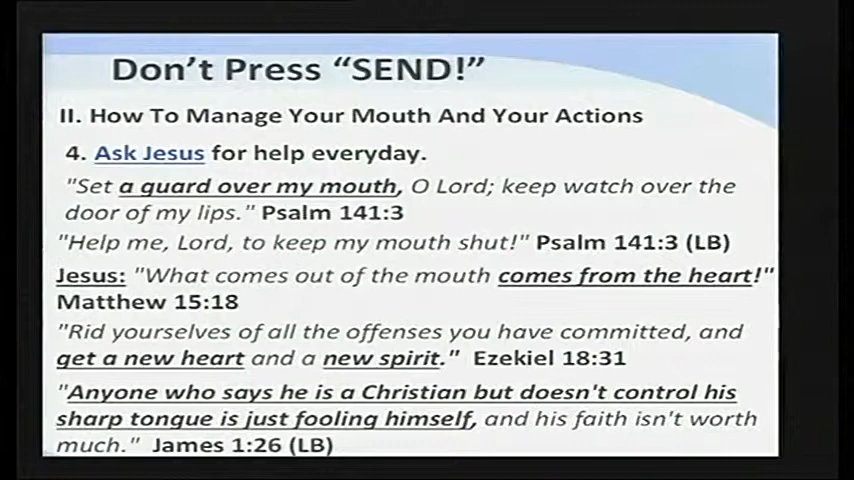 Don't Press “SEND!”
II. How To Manage Your Mouth And Your Actions
4. Ask Jesus for help everyday.
"Set a guard over my mouth, O Lord; keep watch over the
door of my lips." Psalm 141:3
"Help me, Lord, to keep my mouth shut!" Psalm 141:3 (LB)
Jesus: "What comes out of the mouth comes from the heart!"
Matthew 15:18
"Rid yourselves of all the offenses you have committed, and
get a new heart and a new spirit." Ezekiel 18:31
"Anyone who says he is a Christian but doesn't control his
sharp tongue is just fooling himself, and his faith isn't worth
much." James 1:26 (LB)